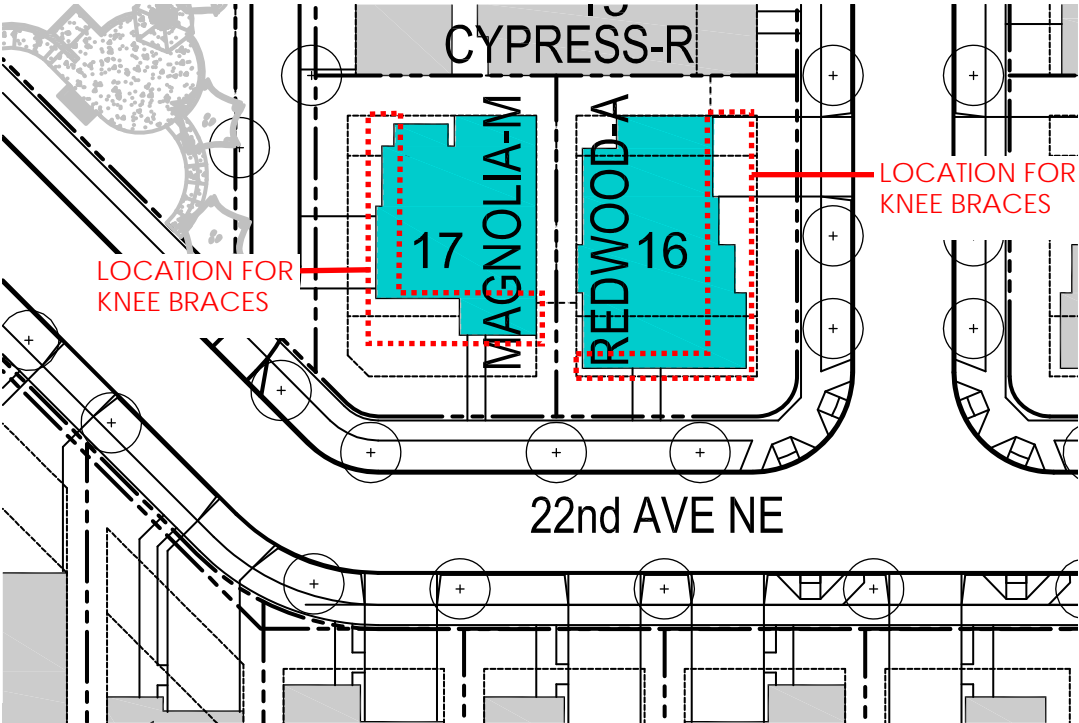 CYPRESS-R
MAGNOLIA-M
REDWOOD-A
LOCATION FOR
KNEE BRACES
17
16
LOCATION FOR
KNEE BRACES
22nd AVE NE